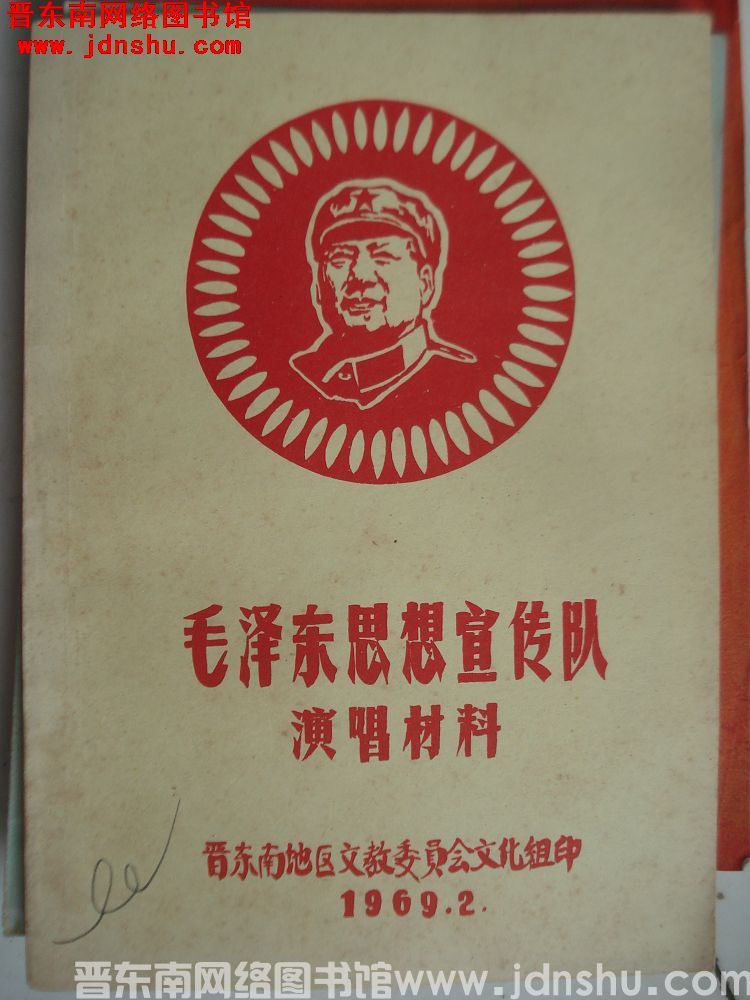 晋东南网络图书馆
www.jdnshu.com
毛泽东思想宣传队
演唱材料
晋东南地区文教委員会文化組印
1969.2.
晋东南网络图书馆www.jdnshu.com